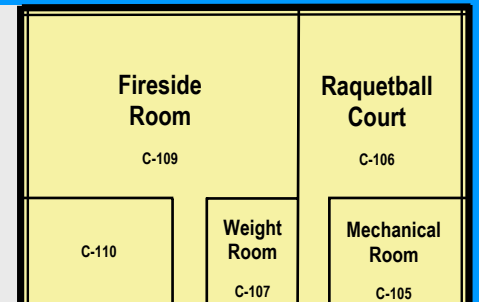 Fireside
Room
C-109
Raquetball
Court
C-106
C-110
Weight
Room
C-107
Mechanical
Room
C-105